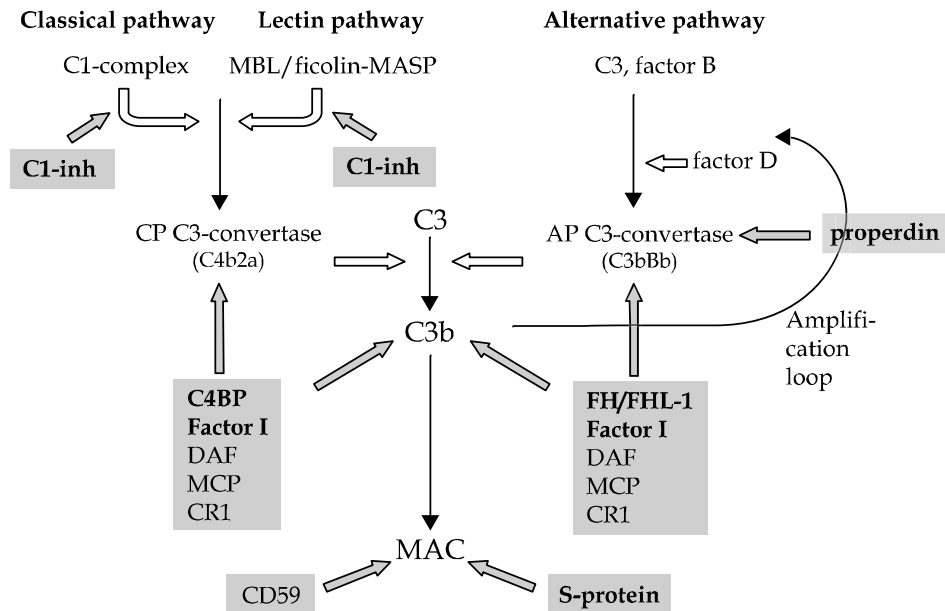 Classical pathway
Lectin pathway
Alternative pathway
C1-complex
MBL/ficolin-MASP
C3, factor B
C1-inh
C1-inh
factor D
CP C3-convertase
(C4b2a)
C3
AP C3-convertase
(C3bBb)
properdin
C3b
Amplifi-
cation
loop
C4BP
Factor I
DAF
MCP
CR1
FH/FHL-1
Factor I
DAF
MCP
CR1
MAC
CD59
S-protein